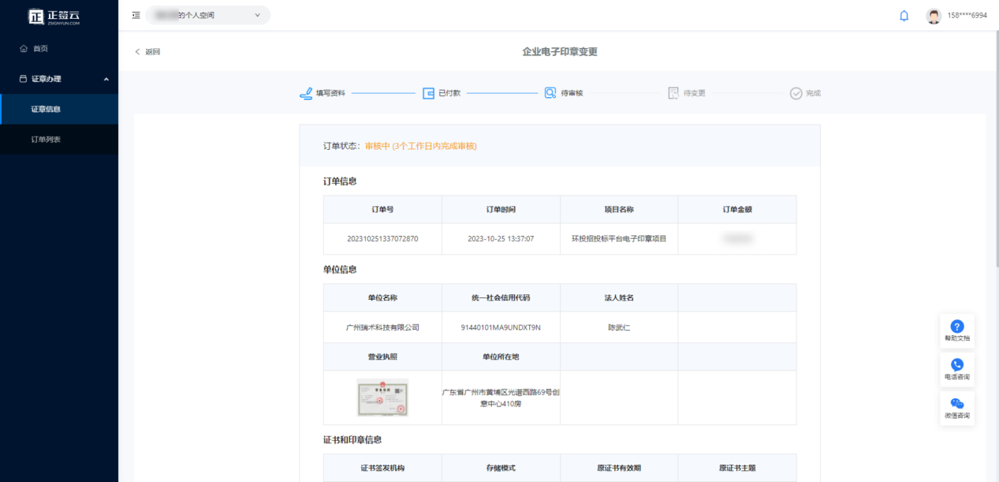 正签云
ZSIGNYUN.COM
的个人空间
158****6994
首页
证章办理
证章信息
订单列表
返回
企业电子印章变更
填写资料
已付款
待审核
待变更
完成
订单状态：审核中 (3个工作日内完成审核)
订单信息
订单号 订单时间 项目名称 订单金额
202310251337072870 2023-10-25 13:37:07 环投招投标平台电子印章项目
单位信息
单位名称 统一社会信用代码 法人姓名
广州瑞术科技有限公司 91440101MA9UNDXT9N 陈武仁
营业执照 单位所在地
广东省广州市黄埔区光谱西路69号创
意中心410房
证书和印章信息
证书签发机构 存储模式 原证书有效期 原证书主题
帮助文档
电话咨询
微信咨询